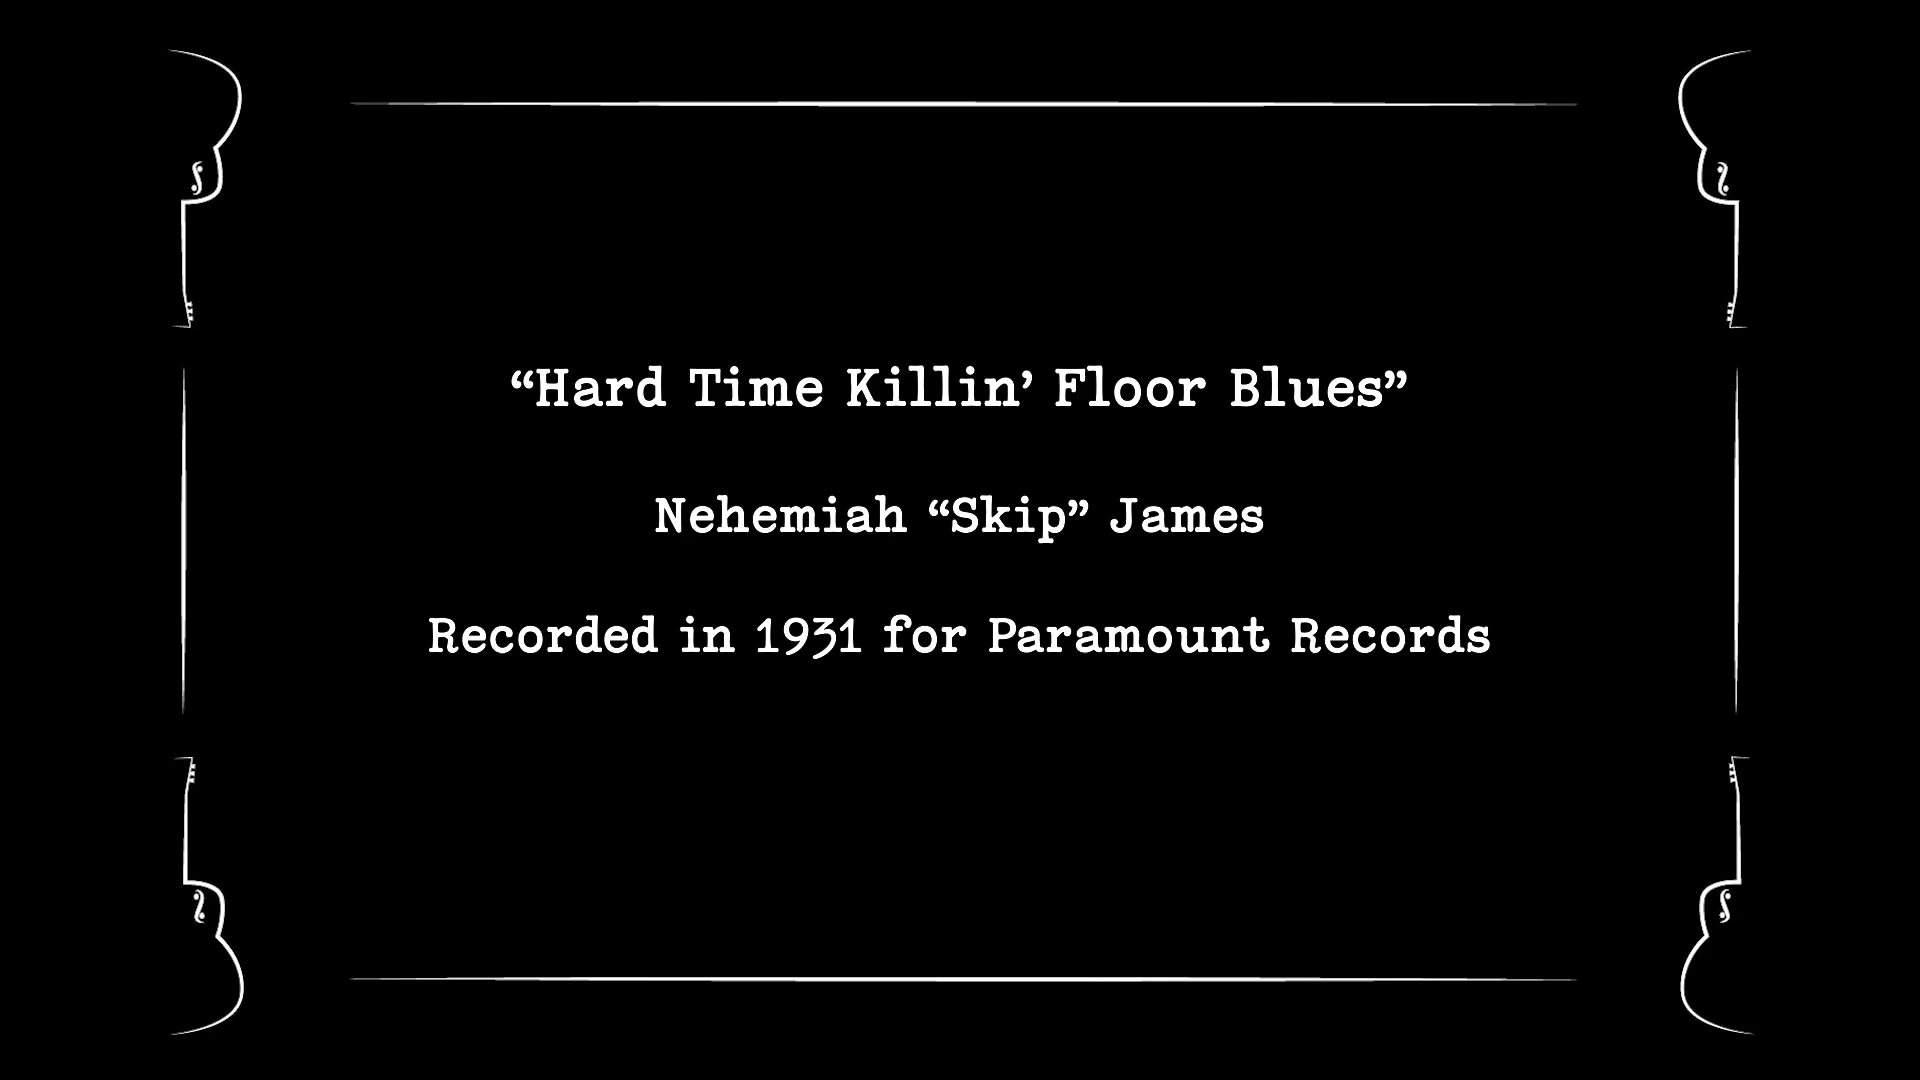 “Hard Time Killin’ Floor Blues”
Nehemiah “Skip” James
Recorded in 1931 for Paramount Records